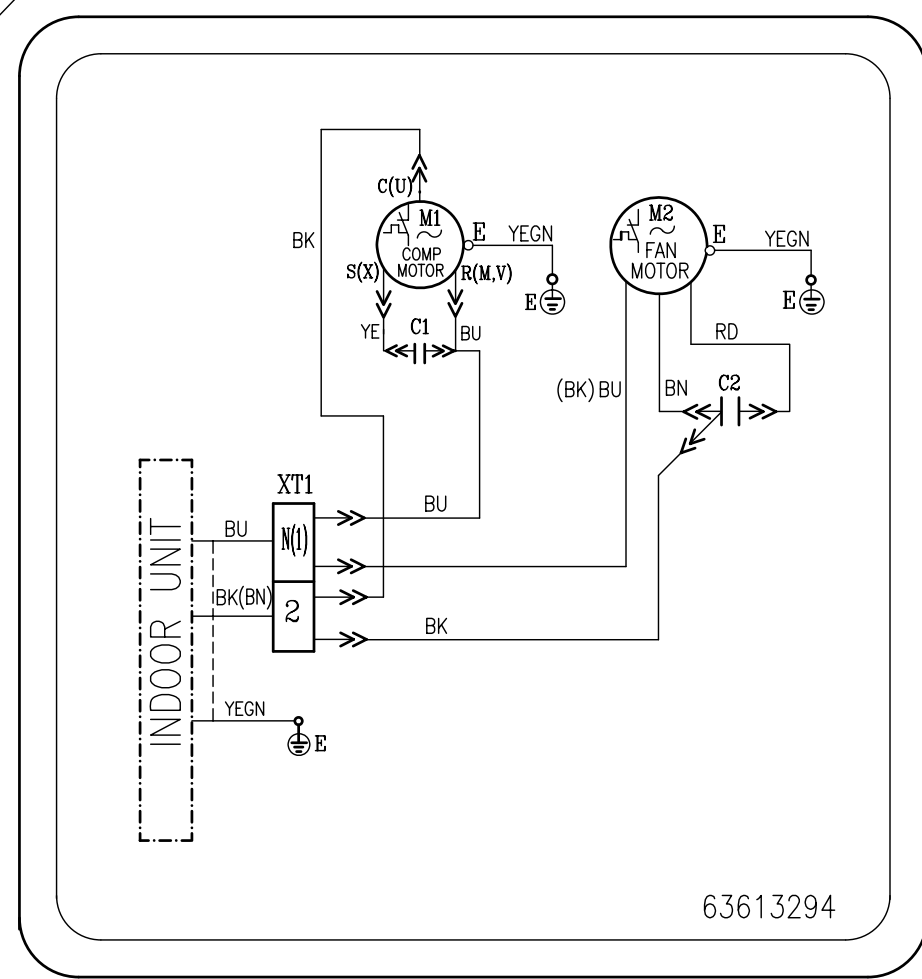 C(U)
M1
~
COMP
MOTOR
E
YEGN
BK
S(X)
R(M,V)
E
YE
C1
BU
M2
~
FAN
MOTOR
E
YEGN
E
RD
(BK)BU
BN
C2
XT1
BU
BU
N(1)
BK(BN)
2
BK
INDOOR UNIT
YEGN
E
63613294